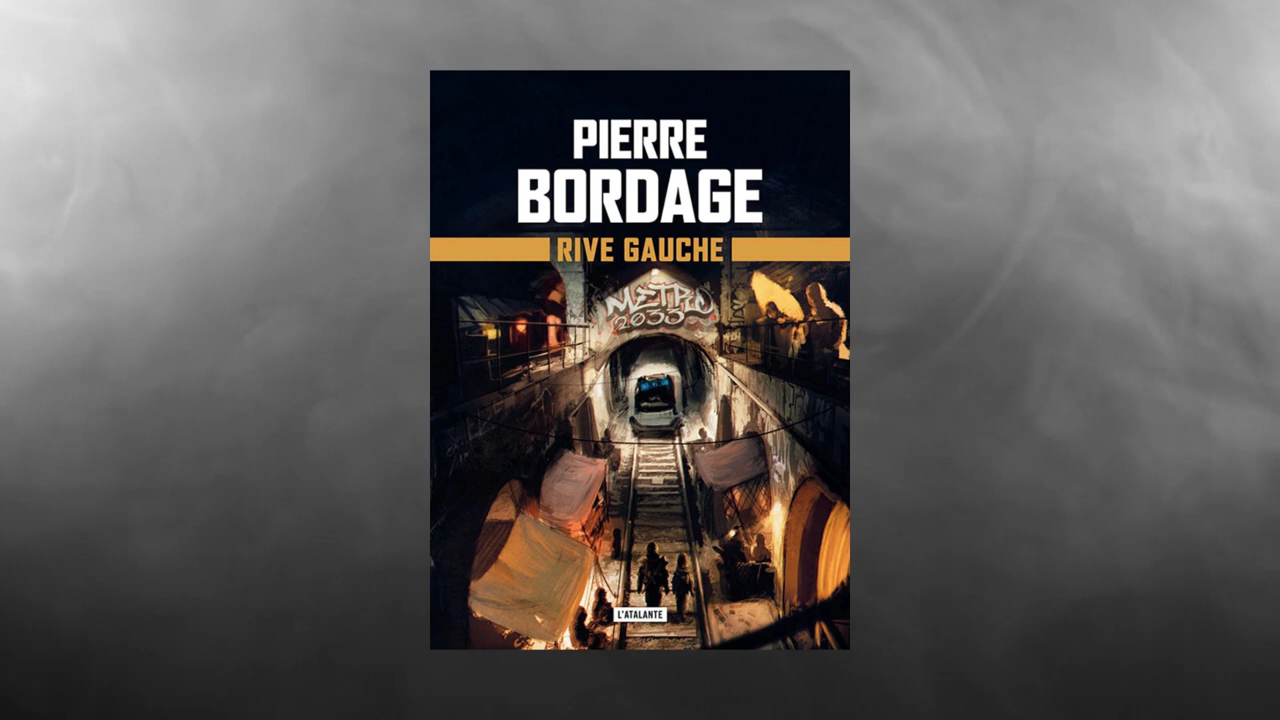 PIERRE
BORDAGE
RIVE GAUCHE
METRO
2033
L'ATALANTE